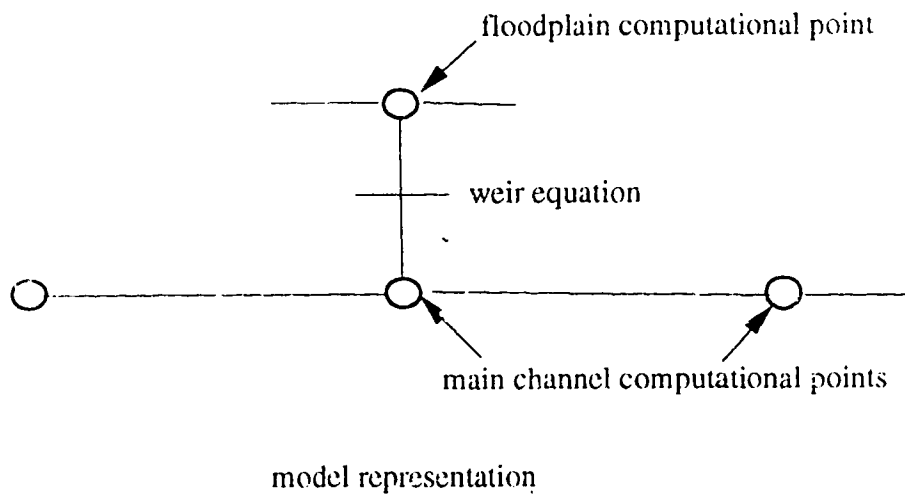 floodplain computational point
weir equation
main channel computational points
model representation